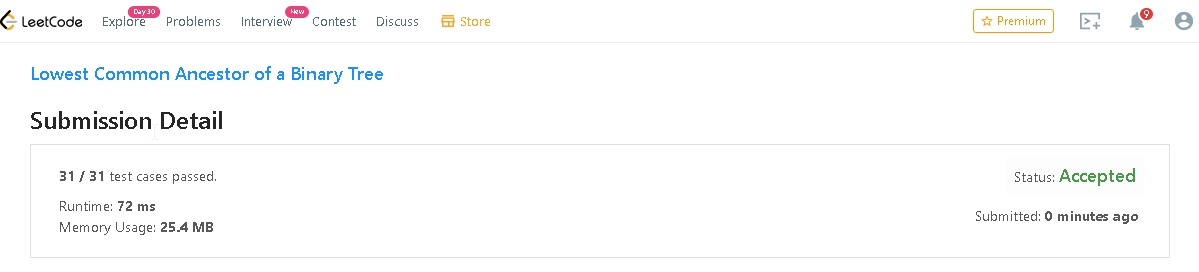 Day 30 New 9
LeetCode Explore Problems Interview Contest Discuss Store Premium
Lowest Common Ancestor of a Binary Tree
Submission Detail
31 / 31 test cases passed. Status: Accepted
Runtime: 72 ms
Memory Usage: 25.4 MB
Submitted: 0 minutes ago